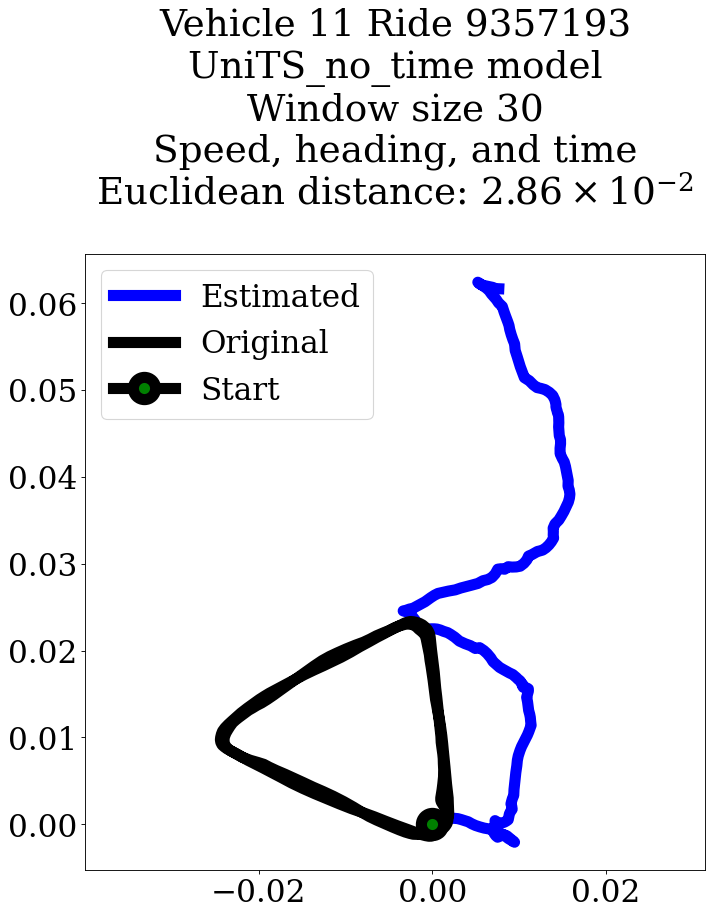 Vehicle 11 Ride 9357193
UniTS_no_time model
Window size 30
Speed, heading, and time
Euclidean distance: 2.86 × 10⁻²
Estimated
Original
Start
0.06
0.05
0.04
0.03
0.02
0.01
0.00
−0.02 0.00 0.02